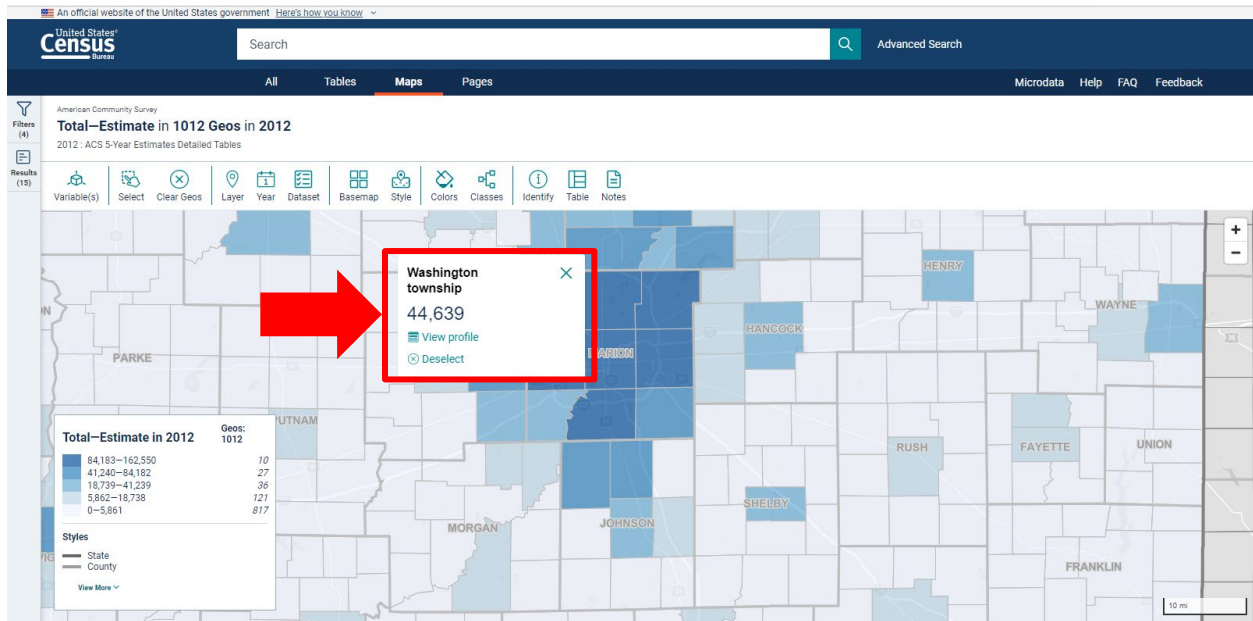 An official website of the United States government Here's how you know
United States®
Census
Bureau
Search
Advanced Search
All Tables Maps Pages
Microdata Help FAQ Feedback
Filters
(4)
Results
(15)
American Community Survey
Total—Estimate in 1012 Geos in 2012
2012 : ACS 5-Year Estimates Detailed Tables
Variable(s) Select Clear Geos Layer Year Dataset Basemap Style Colors Classes Identify Table Notes
+
−
Washington
township
44,639
View profile
Deselect
HENRY
WAYNE
HANCOCK
MARION
PARKE
PUTNAM
RUSH
FAYETTE
UNION
SHELBY
MORGAN
JOHNSON
FRANKLIN
Total—Estimate in 2012 Geos:
1012
84,183—162,550 10
41,240—84,182 27
18,739—41,239 36
5,862—18,738 121
0—5,861 817
Styles
State
County
View More
10 mi